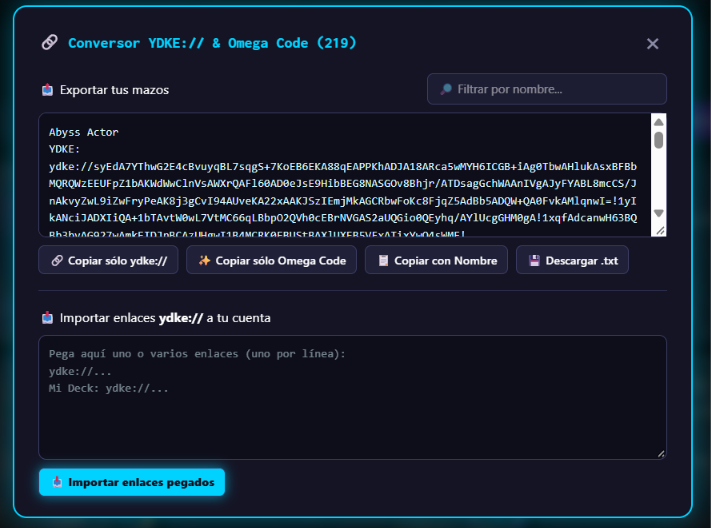 Conversor YDKE:// & Omega Code (219)
Exportar tus mazos
Filtrar por nombre...
Abyss Actor
YDKE:
ydke://syEdA7YThwG2E4cBvuyqBL7sqgS+7KoEB6EKA88qEAPPKhADJA18ARca5wMYH6ICGB+iAg0TbwAHlukAsxBFBb
MQRQWzEEUFpZ1bAKWdWwClnVsAWXrQAFl60AD0eJsE9HibBEG8NASGOv8Bhjr/ATDsagGchWAAnIVgAJyFYABL8mcCS/J
nAkvyZwL9iZwFryPeAK8j3gCvI94AUveKA22xAAKJSzIEmjMkAGCRbwFoKc8FjqZ5AdBb5ADQW+QA0FvkAMlqnwI=!1yI
kANciJADXIiQA+1bTAvtW0wL7VtMC66qLBbpO2QVh0cEBrNVGAS2aUQGio0QEyhq/AYlUcgGHM0gA!1xqfAdcanwH63BQ
Copiar sólo ydke://
Copiar sólo Omega Code
Copiar con Nombre
Descargar .txt
Importar enlaces ydke:// a tu cuenta
Pega aquí uno o varios enlaces (uno por línea):
ydke://...
Mi Deck: ydke://...
Importar enlaces pegados